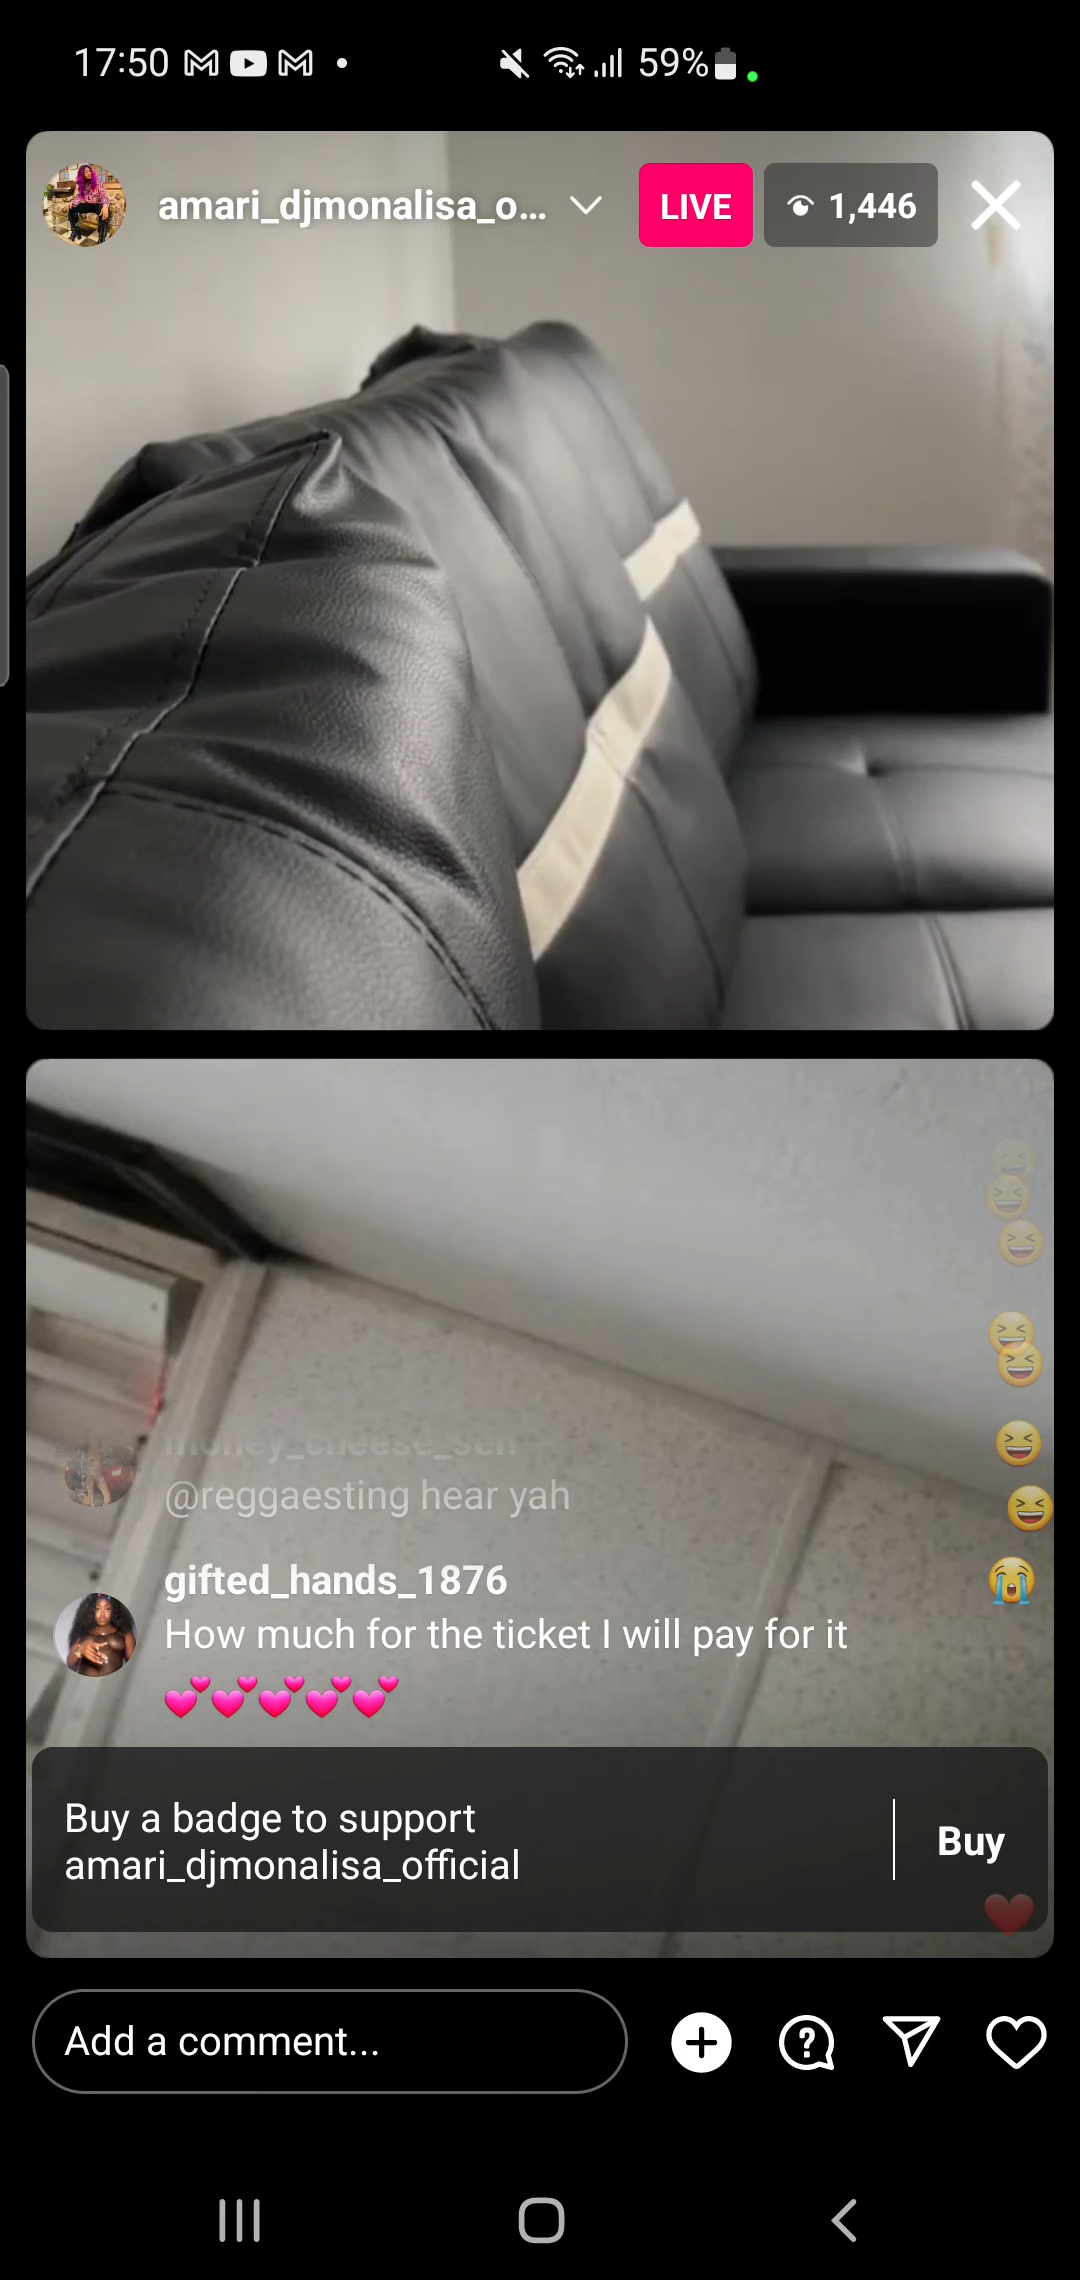 17:50
59%
amari_djmonalisa_o...
LIVE
1,446
money_cheese_sen
@reggaesting hear yah
gifted_hands_1876
How much for the ticket I will pay for it
💕💕💕💕💕
Buy a badge to support
amari_djmonalisa_official
Buy
Add a comment...